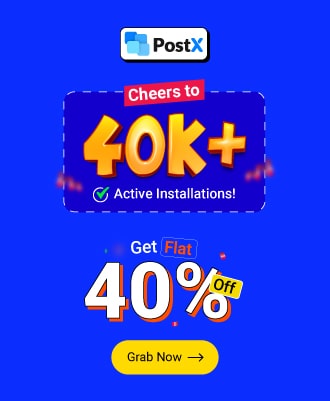 PostX
Cheers to
40K+
Active Installations!
Get Flat
40%
Off
Grab Now